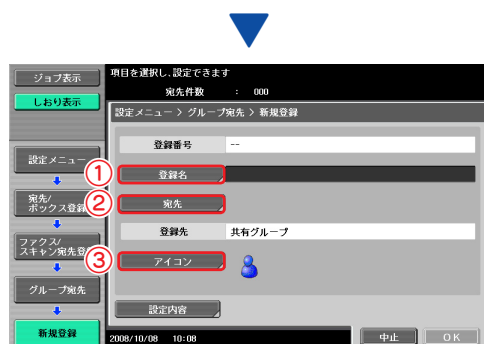 ジョブ表示
しおり表示
項目を選択し、設定できます
宛先件数 : 000
設定メニュー > グループ宛先 > 新規登録
登録番号 --
① 登録名
② 宛先
登録先 共有グループ
③ アイコン
設定内容
設定メニュー
宛先/
ボックス登録
ファクス/
スキャン宛先登
グループ宛先
新規登録
2008/10/08 10:08
中止 OK